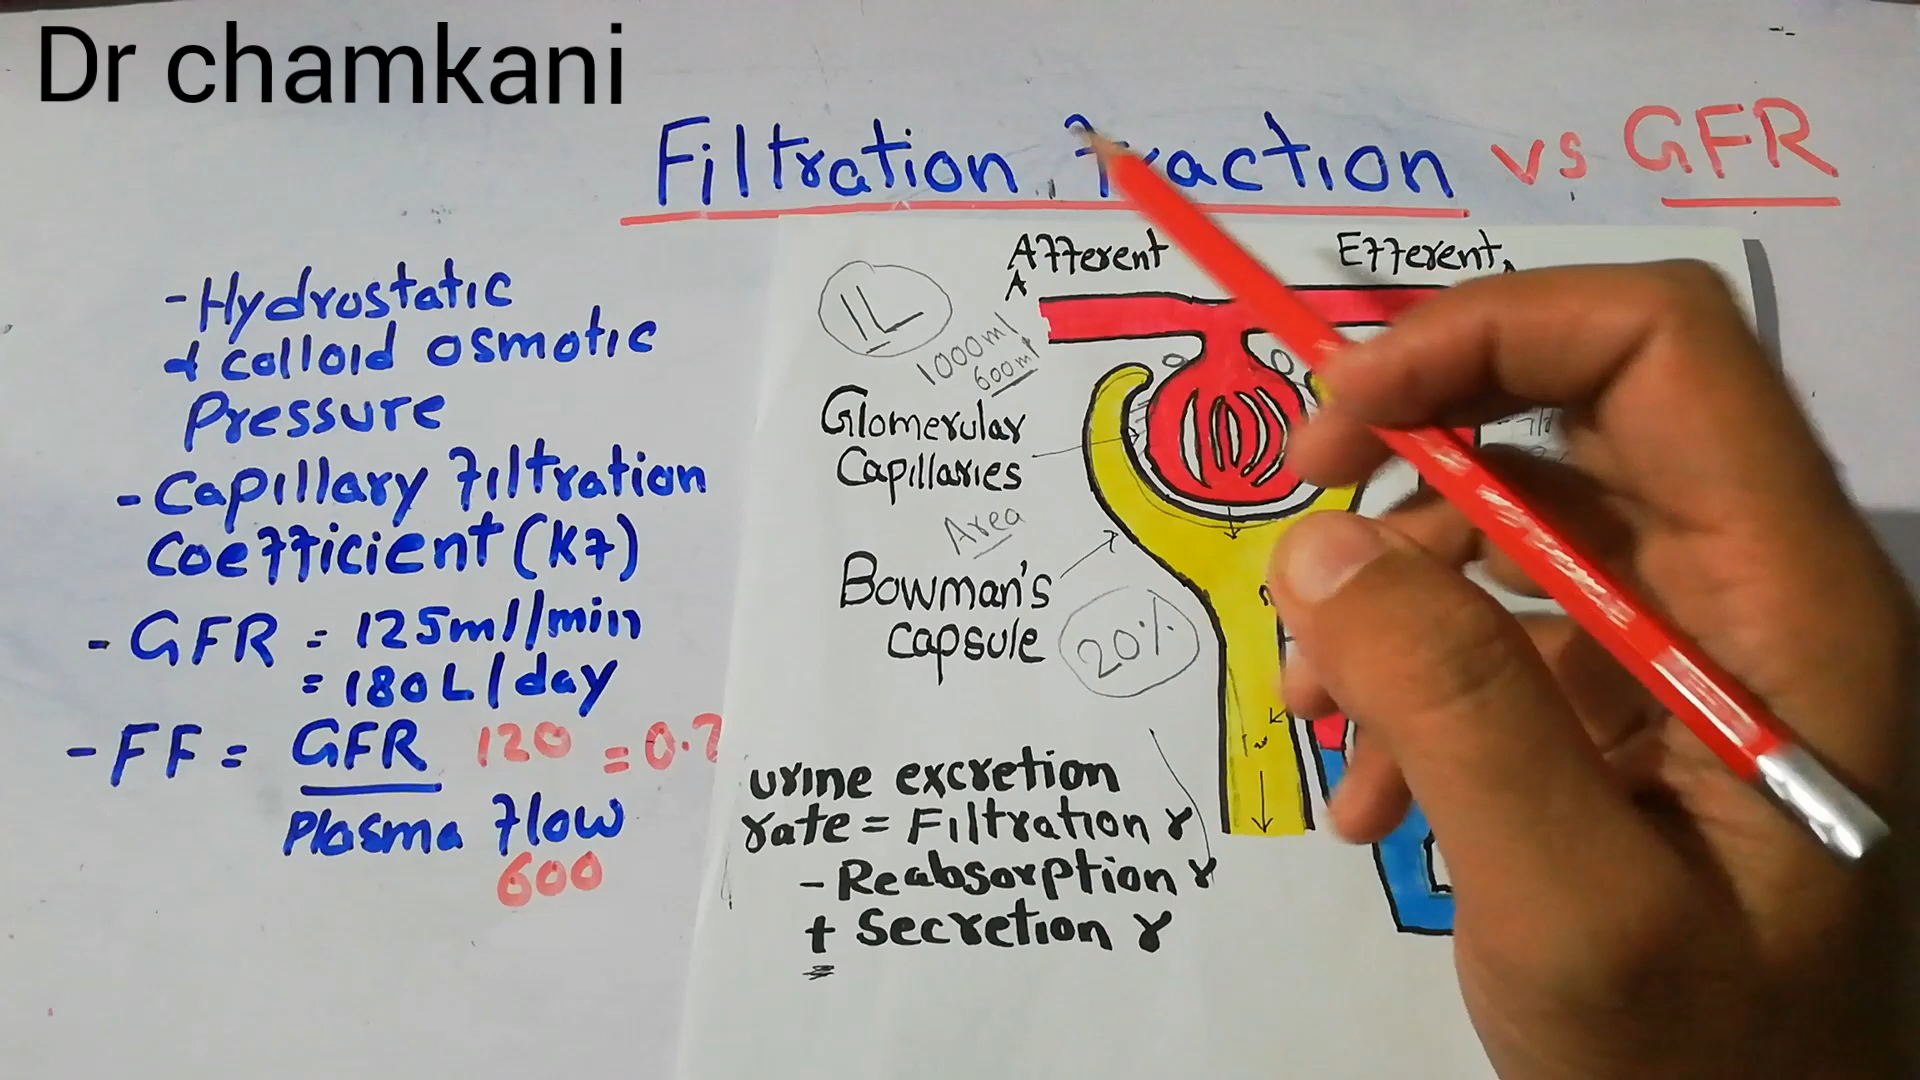 Dr chamkani
Filtration fraction vs GFR
- Hydrostatic
& colloid osmotic
Pressure
- Capillary filtration
Coefficient (Kf)
- GFR = 125ml/min
= 180L/day
- FF = GFR 120 = 0.2
Plasma flow
600
Afferent
A
Efferent
1L
1000ml
600ml
Glomerular
Capillaries
Area
Bowman's
capsule
20%
urine excretion
rate = Filtration r
- Reabsorption r
+ Secretion r